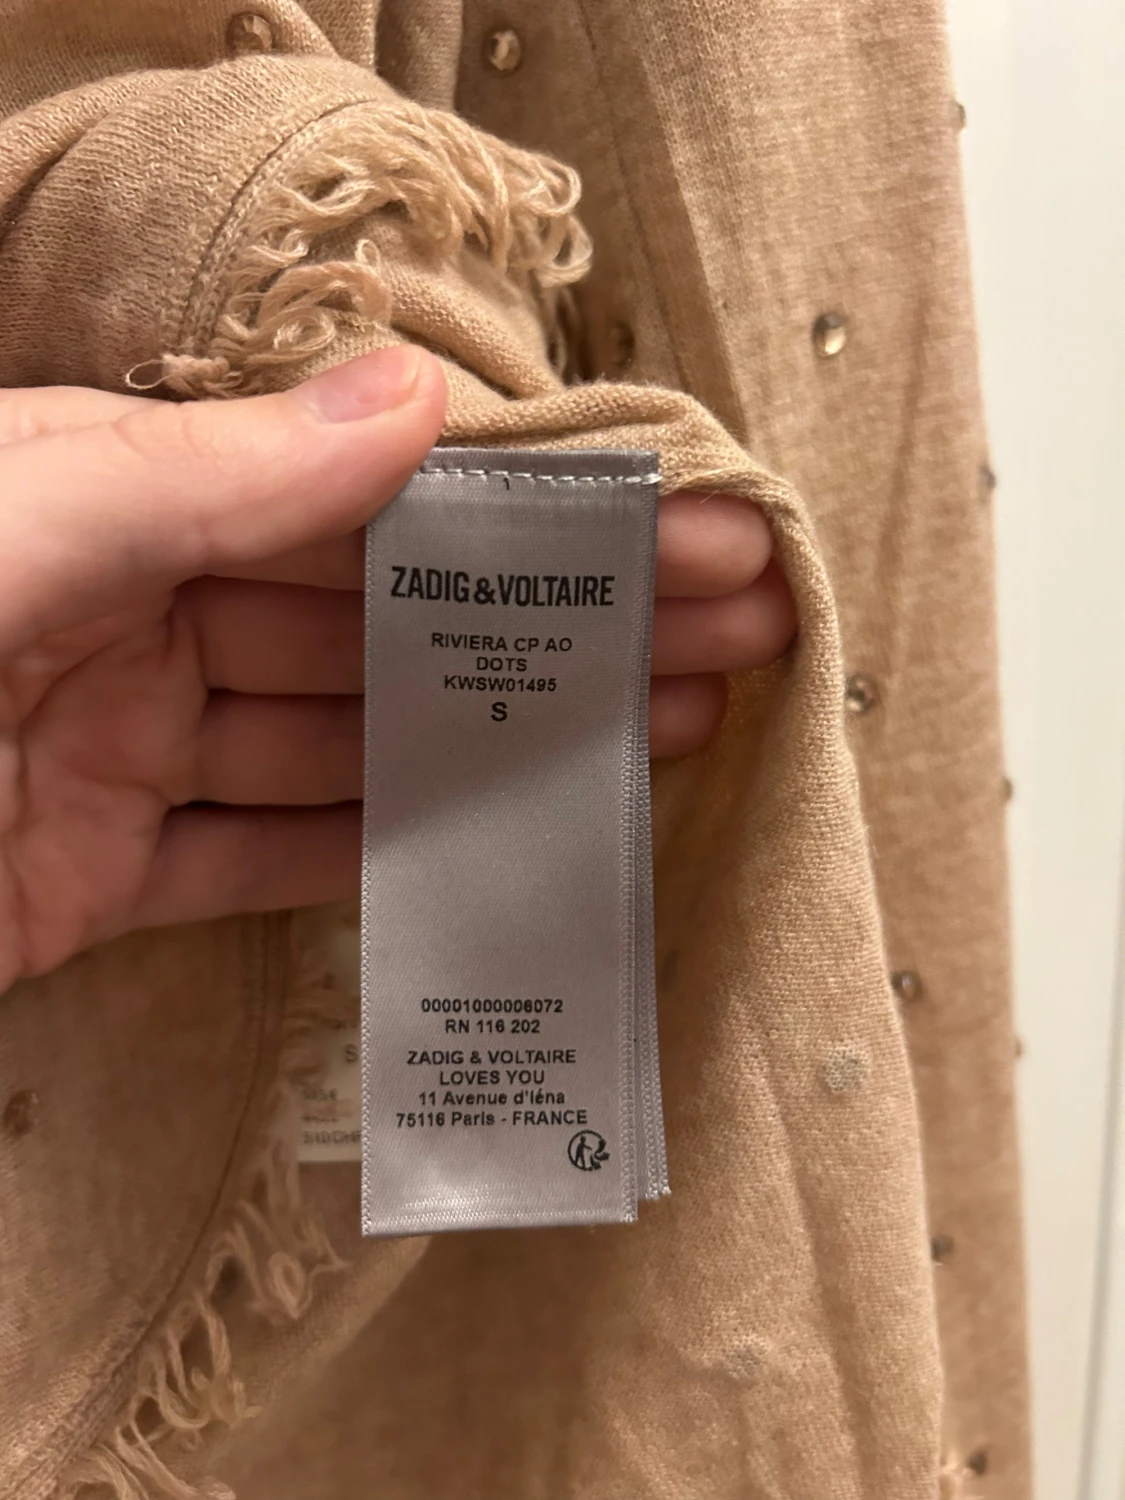 ZADIG&VOLTAIRE
RIVIERA CP AO
DOTS
KWSW01495
S
00001000006072
RN 116 202
ZADIG & VOLTAIRE
LOVES YOU
11 Avenue d'Iéna
75116 Paris - FRANCE